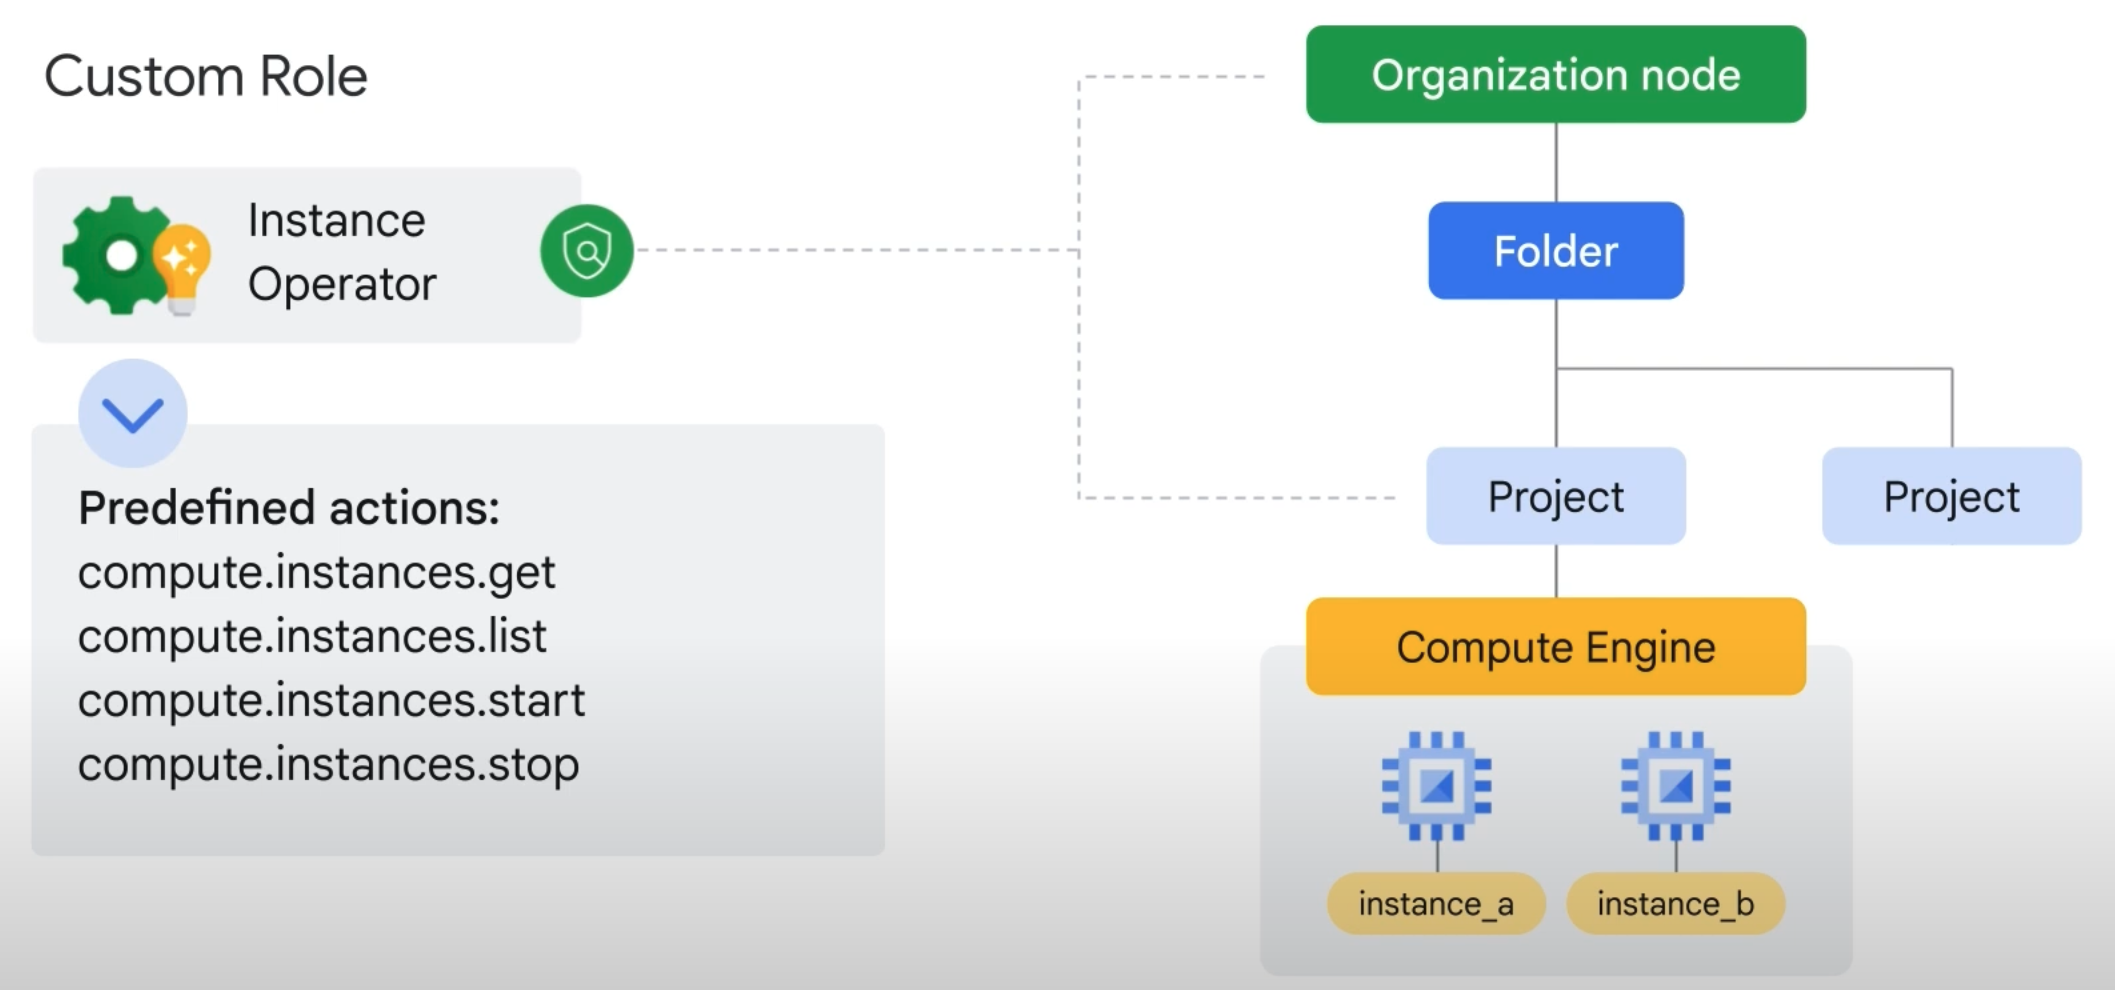 Custom Role
Instance
Operator
Predefined actions:
compute.instances.get
compute.instances.list
compute.instances.start
compute.instances.stop
Organization node
Folder
Project
Project
Compute Engine
instance_a
instance_b